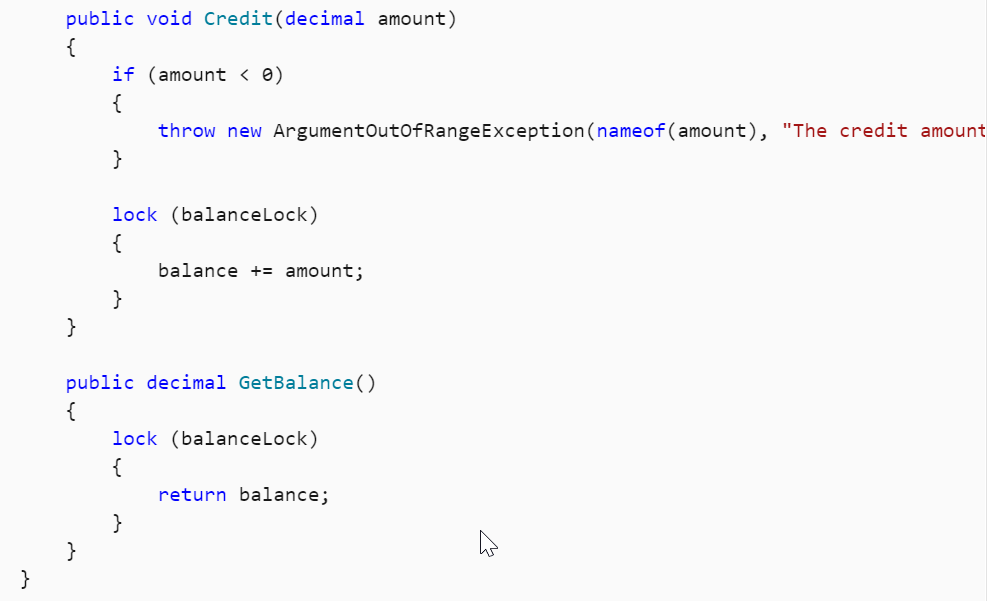 public void Credit(decimal amount)
{
if (amount < 0)
{
throw new ArgumentOutOfRangeException(nameof(amount), "The credit amount
}
lock (balanceLock)
{
balance += amount;
}
}
public decimal GetBalance()
{
lock (balanceLock)
{
return balance;
}
}
}